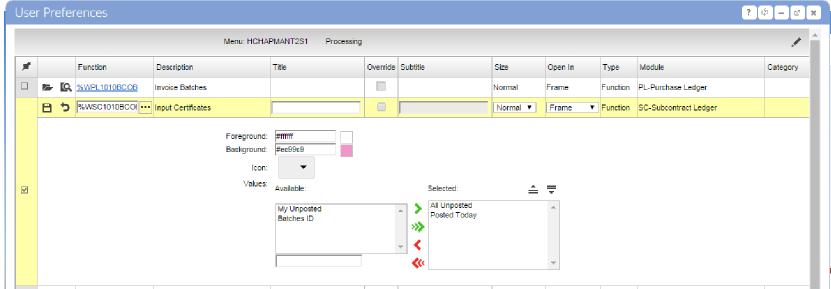 User Preferences
Menu: HCHAPMANT2S1 Processing
Function Description Title Override Subtitle Size Open In Type Module Category
%WPL1010BCOB Invoice Batches Normal Frame Function PL-Purchase Ledger
%WSC1010BCOI Input Certificates Normal Frame Function SC-Subcontract Ledger
Foreground: #ffffff
Background: #ec99c9
Icon:
Values: Available: Selected:
My Unposted All Unposted
Batches ID Posted Today